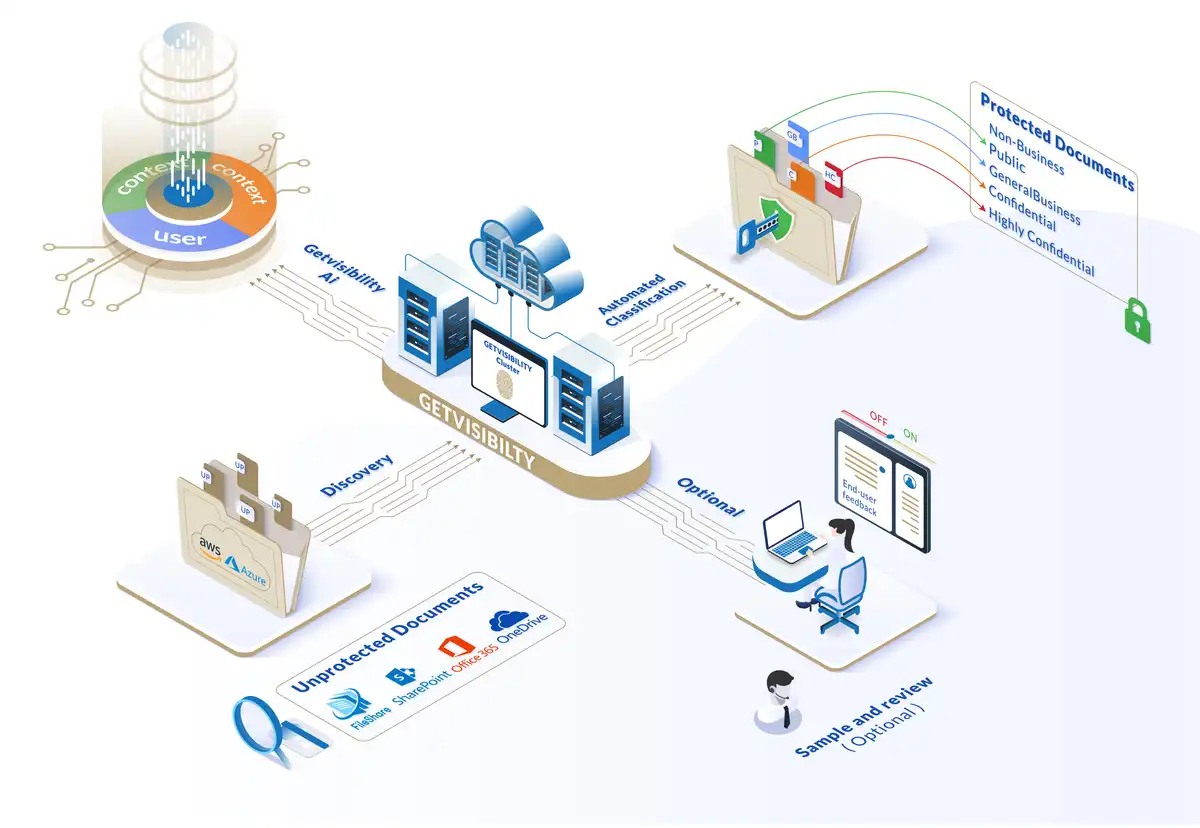 context
context
user
Getvisibility
Ai
GETVISIBILITY
Cluster
GETVISIBILTY
Automated
Classification
P
GB
C
HC
Protected Documents
Non-Business
Public
GeneralBusiness
Confidential
Highly Confidential
Discovery
UP
UP
UP
UP
aws
Azure
Unprotected Documents
FileShare
S
SharePoint
Office 365
OneDrive
Optional
OFF
ON
End-user
feedback
Sample and review
(Optional)